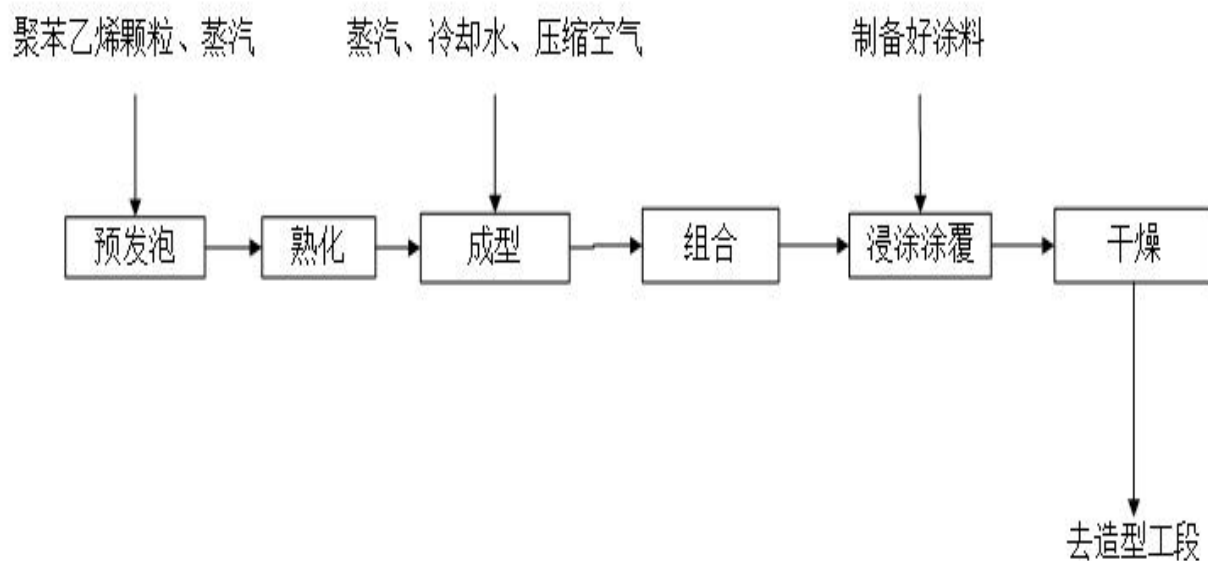 聚苯乙烯颗粒、蒸汽
蒸汽、冷却水、压缩空气
制备好涂料
预发泡
熟化
成型
组合
浸涂涂覆
干燥
去造型工段